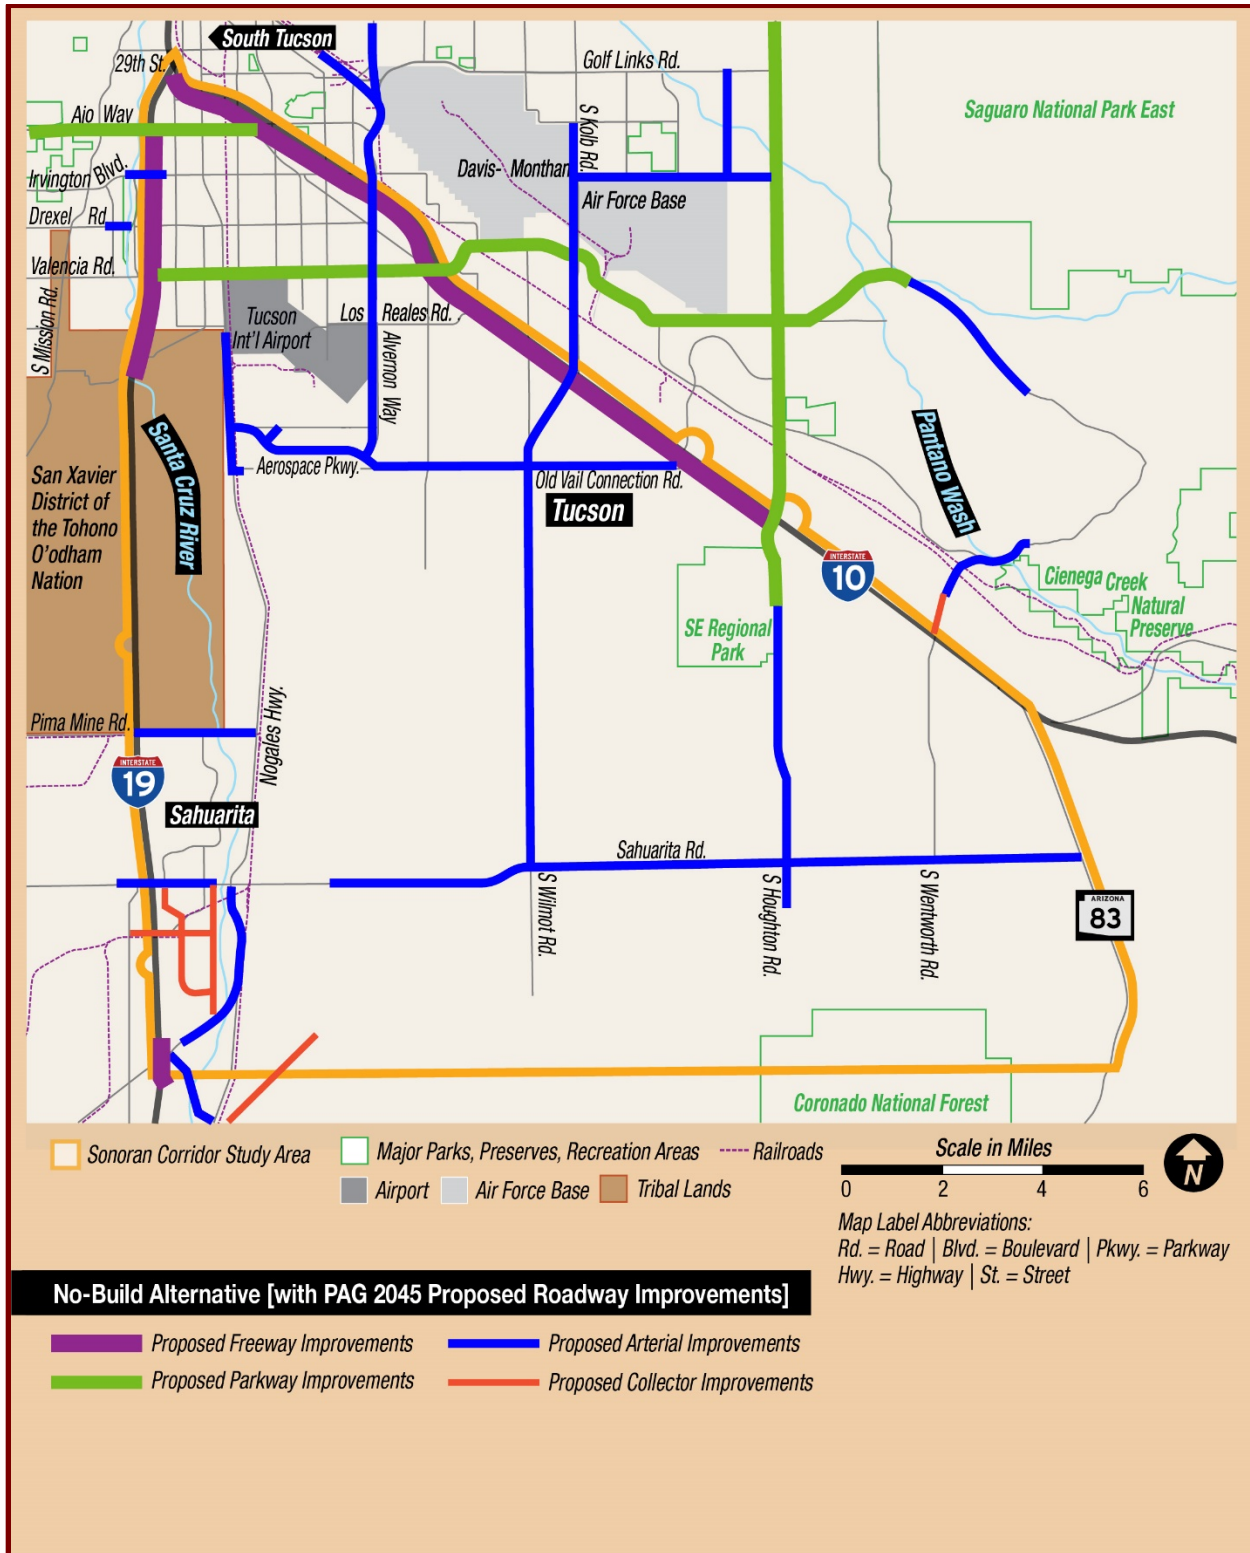 South Tucson
29th St.
Golf Links Rd.
Ajo Way
S Kolb Rd.
Saguaro National Park East
Irvington Blvd.
Davis- Monthan
Air Force Base
Drexel Rd
Valencia Rd.
S Mission Rd.
Tucson
Int'l Airport
Los Reales Rd.
Alvernon Way
Santa Cruz River
Pantano Wash
Aerospace Pkwy.
Old Vail Connection Rd.
Tucson
San Xavier
District of
the Tohono
O'odham
Nation
INTERSTATE
10
Cienega Creek
Natural
Preserve
SE Regional
Park
Pima Mine Rd.
Nogales Hwy.
INTERSTATE
19
Sahuarita
Sahuarita Rd.
S Wilmot Rd.
S Houghton Rd.
S Wentworth Rd.
ARIZONA
83
Coronado National Forest
Sonoran Corridor Study Area
Major Parks, Preserves, Recreation Areas
Railroads
Airport
Air Force Base
Tribal Lands
Scale in Miles
0 2 4 6
N
Map Label Abbreviations:
Rd. = Road | Blvd. = Boulevard | Pkwy. = Parkway
Hwy. = Highway | St. = Street
No-Build Alternative [with PAG 2045 Proposed Roadway Improvements]
Proposed Freeway Improvements
Proposed Arterial Improvements
Proposed Parkway Improvements
Proposed Collector Improvements